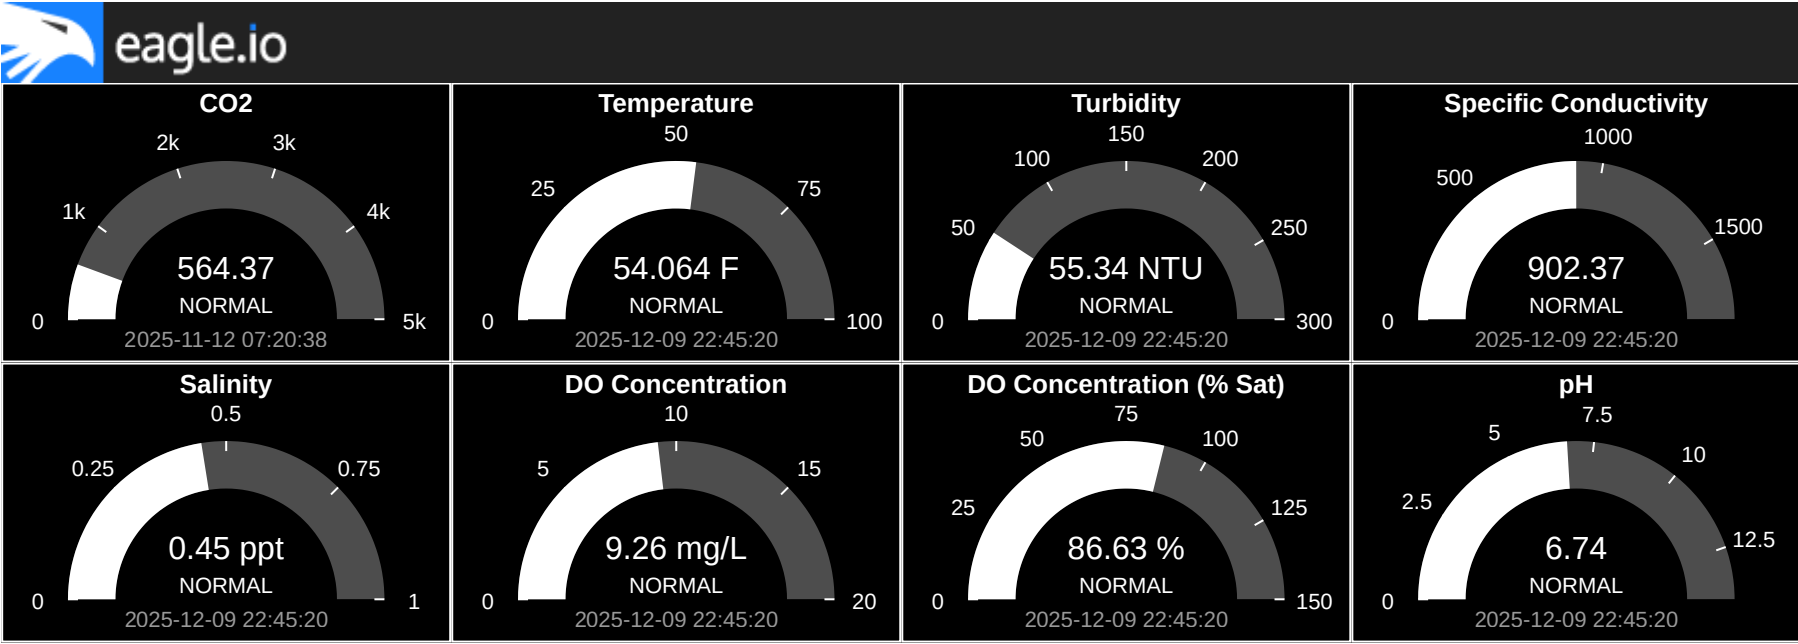 eagle.io
CO2
2k
3k
1k
4k
564.37
NORMAL
0
5k
2025-11-12 07:20:38
Temperature
50
25
75
54.064 F
NORMAL
0
100
2025-12-09 22:45:20
Turbidity
150
100
200
50
250
55.34 NTU
NORMAL
0
300
2025-12-09 22:45:20
Specific Conductivity
1000
500
1500
902.37
NORMAL
0
2025-12-09 22:45:20
Salinity
0.5
0.25
0.75
0.45 ppt
NORMAL
0
1
2025-12-09 22:45:20
DO Concentration
10
5
15
9.26 mg/L
NORMAL
0
20
2025-12-09 22:45:20
DO Concentration (% Sat)
75
50
100
25
125
86.63 %
NORMAL
0
150
2025-12-09 22:45:20
pH
7.5
5
10
2.5
12.5
6.74
NORMAL
0
2025-12-09 22:45:20